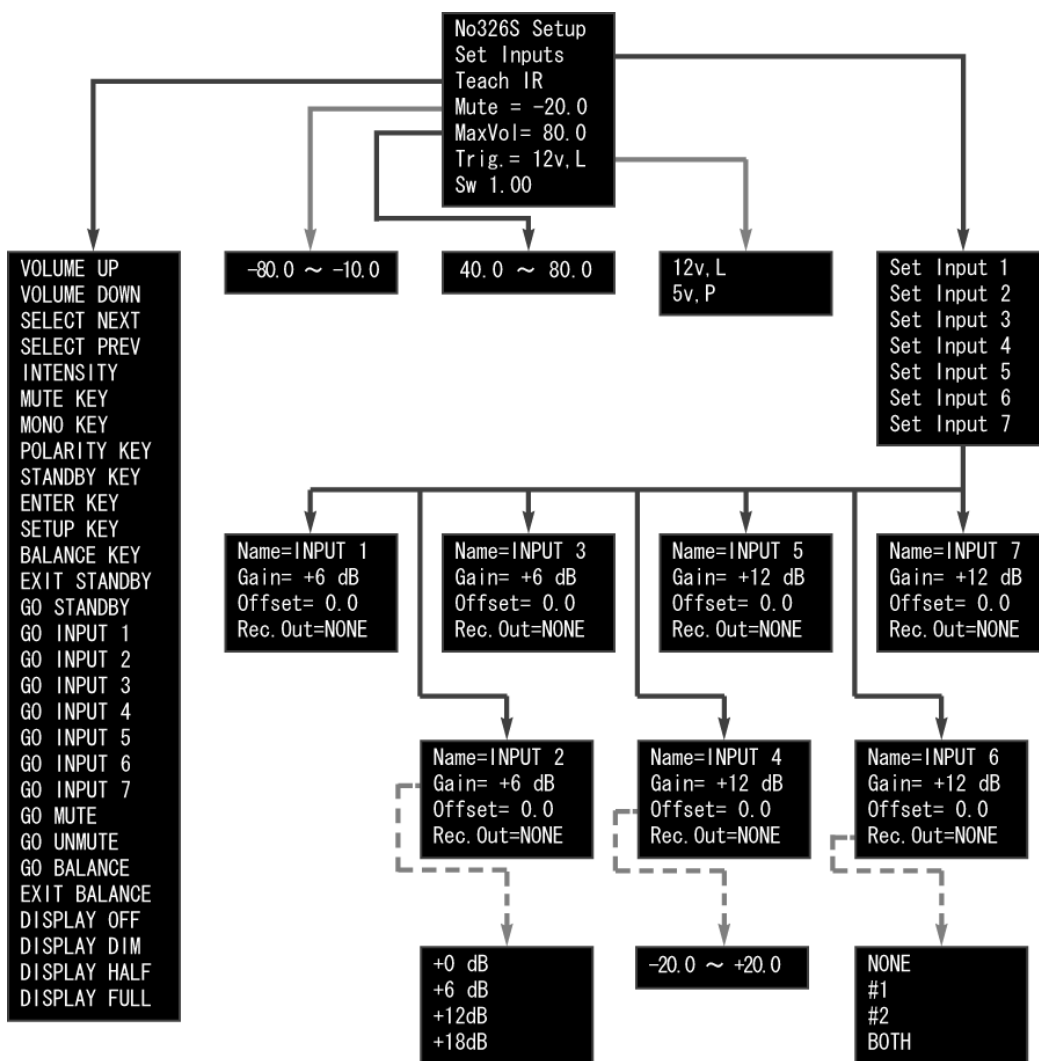 No326S Setup
Set Inputs
Teach IR
Mute = -20.0
MaxVol= 80.0
Trig.= 12v,L
Sw 1.00
VOLUME UP
VOLUME DOWN
SELECT NEXT
SELECT PREV
INTENSITY
MUTE KEY
MONO KEY
POLARITY KEY
STANDBY KEY
ENTER KEY
SETUP KEY
BALANCE KEY
EXIT STANDBY
GO STANDBY
GO INPUT 1
GO INPUT 2
GO INPUT 3
GO INPUT 4
GO INPUT 5
GO INPUT 6
GO INPUT 7
GO MUTE
GO UNMUTE
GO BALANCE
EXIT BALANCE
DISPLAY OFF
DISPLAY DIM
DISPLAY HALF
DISPLAY FULL
-80.0 ～ -10.0
40.0 ～ 80.0
12v,L
5v,P
Set Input 1
Set Input 2
Set Input 3
Set Input 4
Set Input 5
Set Input 6
Set Input 7
Name=INPUT 1
Gain= +6 dB
Offset= 0.0
Rec.Out=NONE
Name=INPUT 3
Gain= +6 dB
Offset= 0.0
Rec.Out=NONE
Name=INPUT 5
Gain= +12 dB
Offset= 0.0
Rec.Out=NONE
Name=INPUT 7
Gain= +12 dB
Offset= 0.0
Rec.Out=NONE
Name=INPUT 2
Gain= +6 dB
Offset= 0.0
Rec.Out=NONE
Name=INPUT 4
Gain= +12 dB
Offset= 0.0
Rec.Out=NONE
Name=INPUT 6
Gain= +12 dB
Offset= 0.0
Rec.Out=NONE
+0 dB
+6 dB
+12dB
+18dB
-20.0 ～ +20.0
NONE
#1
#2
BOTH